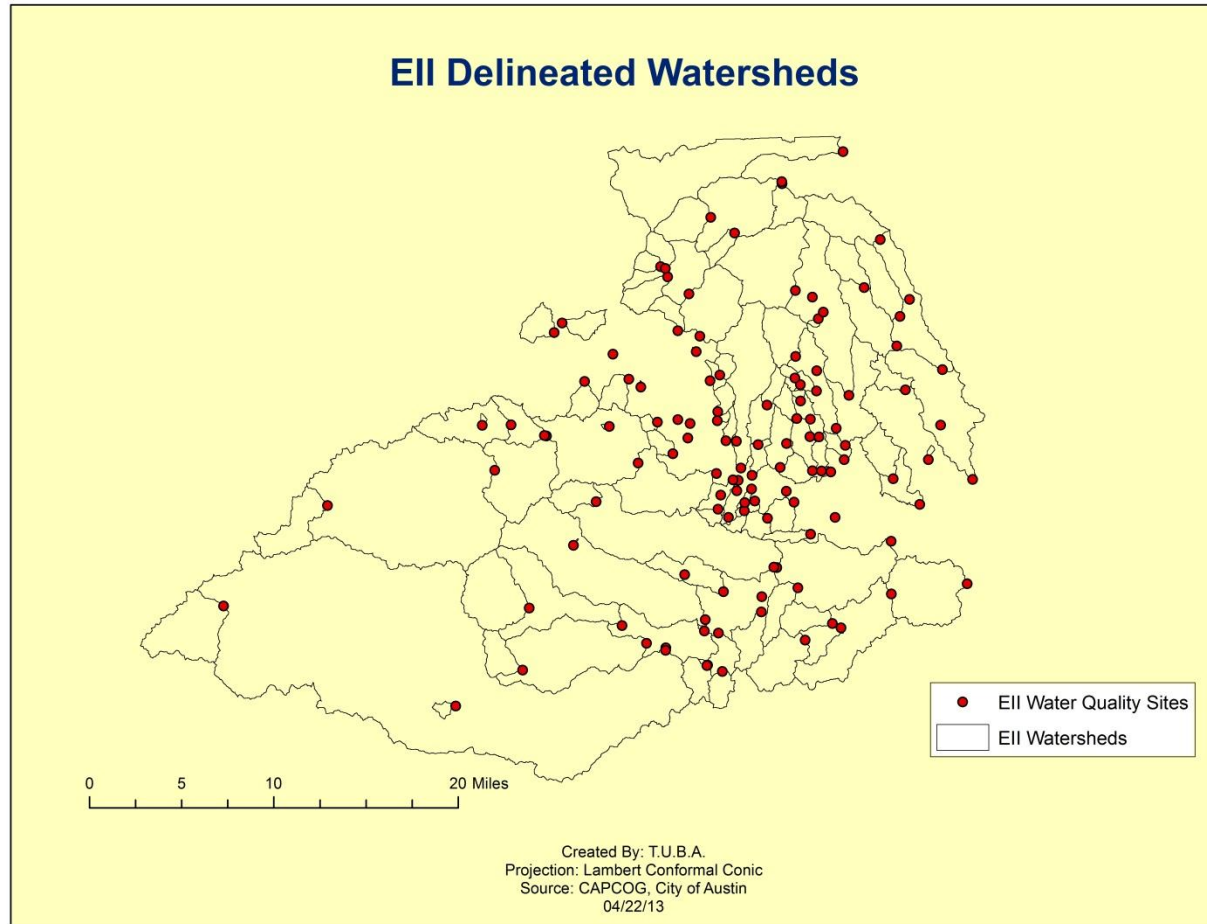 EII Delineated Watersheds
EII Water Quality Sites
EII Watersheds
0 5 10 20 Miles
Created By: T.U.B.A.
Projection: Lambert Conformal Conic
Source: CAPCOG, City of Austin
04/22/13